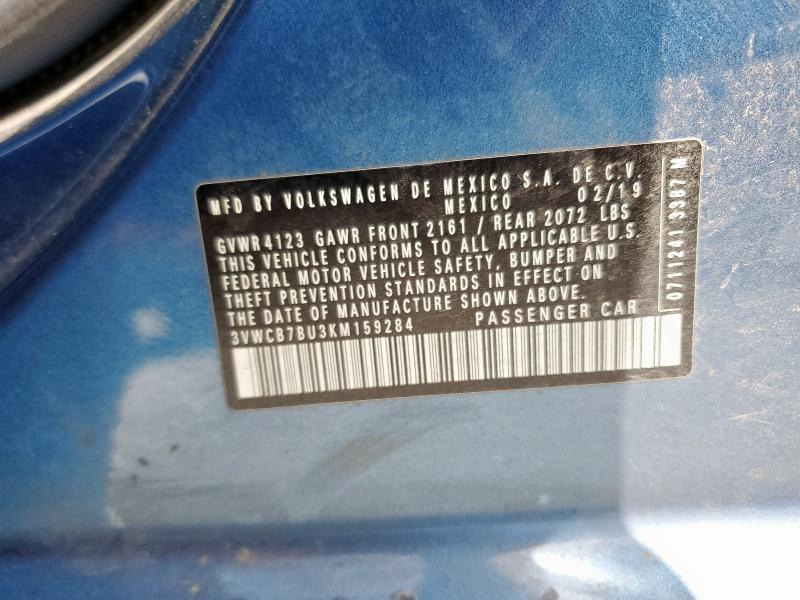 MFD BY VOLKSWAGEN DE MEXICO S.A. DE C.V.
MEXICO 02/19
GVWR 4123 GAWR FRONT 2161 / REAR 2072 LBS
THIS VEHICLE CONFORMS TO ALL APPLICABLE U.S.
FEDERAL MOTOR VEHICLE SAFETY, BUMPER AND
THEFT PREVENTION STANDARDS IN EFFECT ON
THE DATE OF MANUFACTURE SHOWN ABOVE.
3VWCB7BU3KM159284 PASSENGER CAR
0711241 3387 M